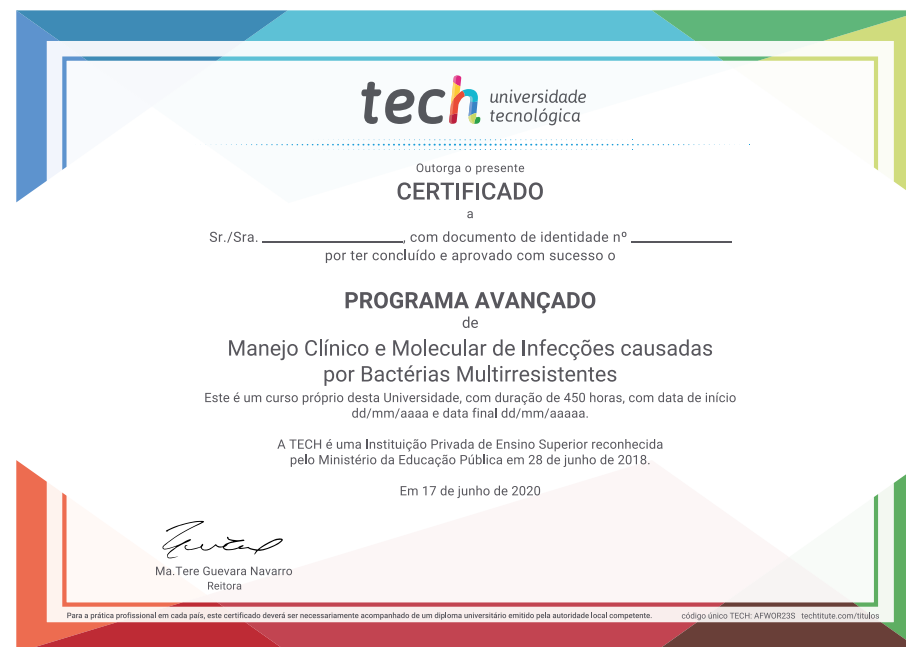 tech universidade
tecnológica
Outorga o presente
CERTIFICADO
a
Sr./Sra. ____________, com documento de identidade nº ____________
por ter concluído e aprovado com sucesso o
PROGRAMA AVANÇADO
de
Manejo Clínico e Molecular de Infecções causadas
por Bactérias Multirresistentes
Este é um curso próprio desta Universidade, com duração de 450 horas, com data de início
dd/mm/aaaa e data final dd/mm/aaaaa.
A TECH é uma Instituição Privada de Ensino Superior reconhecida
pelo Ministério da Educação Pública em 28 de junho de 2018.
Em 17 de junho de 2020
Ma.Tere Guevara Navarro
Reitora
Para a prática profissional em cada país, este certificado deverá ser necessariamente acompanhado de um diploma universitário emitido pela autoridade local competente. código único TECH: AFWOR23S techtitute.com/titulos